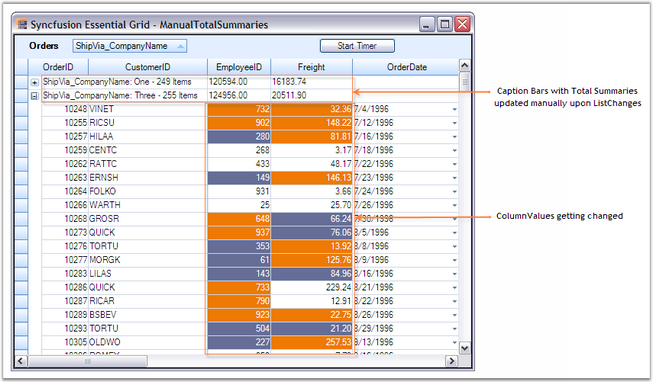 Syncfusion Essential Grid - ManualTotalSummaries
Orders ShipVia_CompanyName Start Timer
OrderID CustomerID EmployeeID Freight OrderDate
ShipVia_CompanyName: One - 249 Items 120594.00 16183.74
ShipVia_CompanyName: Three - 255 Items 124956.00 20511.90
Caption Bars with Total Summaries
updated manually upon ListChanges
10248 VINET 732 32.36 7/4/1996
10255 RICSU 902 148.22 7/12/1996
10257 HILAA 280 81.81 7/16/1996
10259 CENTC 268 3.17 7/18/1996
10262 RATTC 433 48.17 7/22/1996
10263 ERNSH 149 146.13 7/23/1996
10264 FOLKO 931 3.66 7/24/1996
10266 WARTH 25 25.70 7/26/1996
10268 GROSR 648 66.24 7/30/1996
ColumnValues getting changed
10273 QUICK 937 76.06 8/5/1996
10276 TORTU 353 13.92 8/8/1996
10277 MORGK 61 125.76 8/9/1996
10283 LILAS 143 84.96 8/16/1996
10286 QUICK 733 229.24 8/21/1996
10287 RICAR 790 12.91 8/22/1996
10289 BSBEV 923 22.75 8/26/1996
10293 TORTU 504 21.20 8/29/1996
10305 OLDWO 227 257.53 9/13/1996